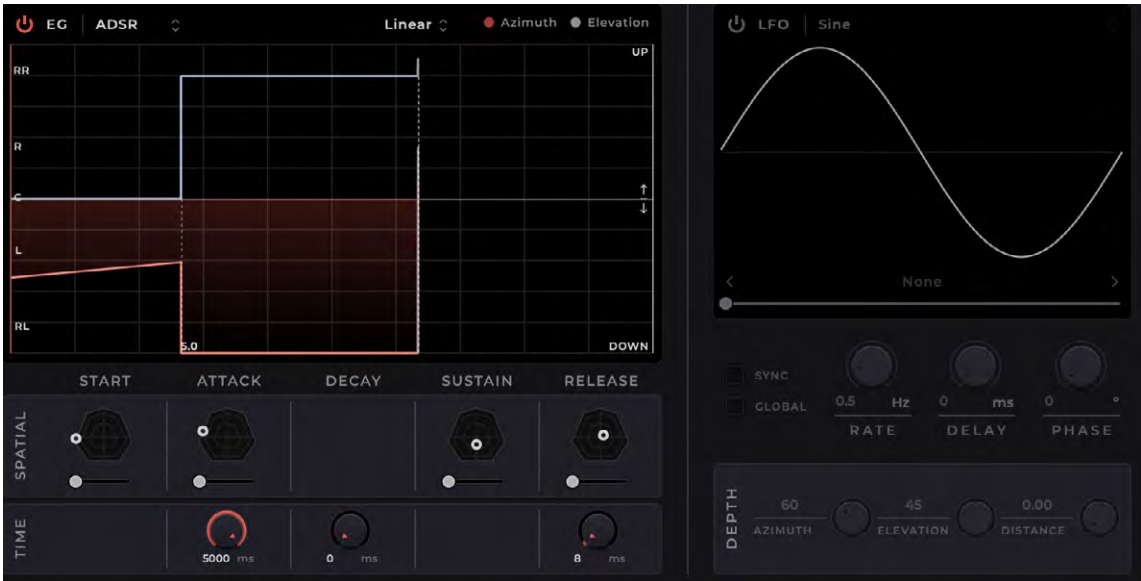 EG ADSR Linear Azimuth Elevation
UP
RR
R
C
L
RL
5.0 DOWN
START ATTACK DECAY SUSTAIN RELEASE
SPATIAL
TIME
5000 ms 0 ms 8 ms
LFO Sine
None
SYNC
GLOBAL
0.5 Hz 0 ms 0 °
RATE DELAY PHASE
DEPTH
60 45 0.00
AZIMUTH ELEVATION DISTANCE